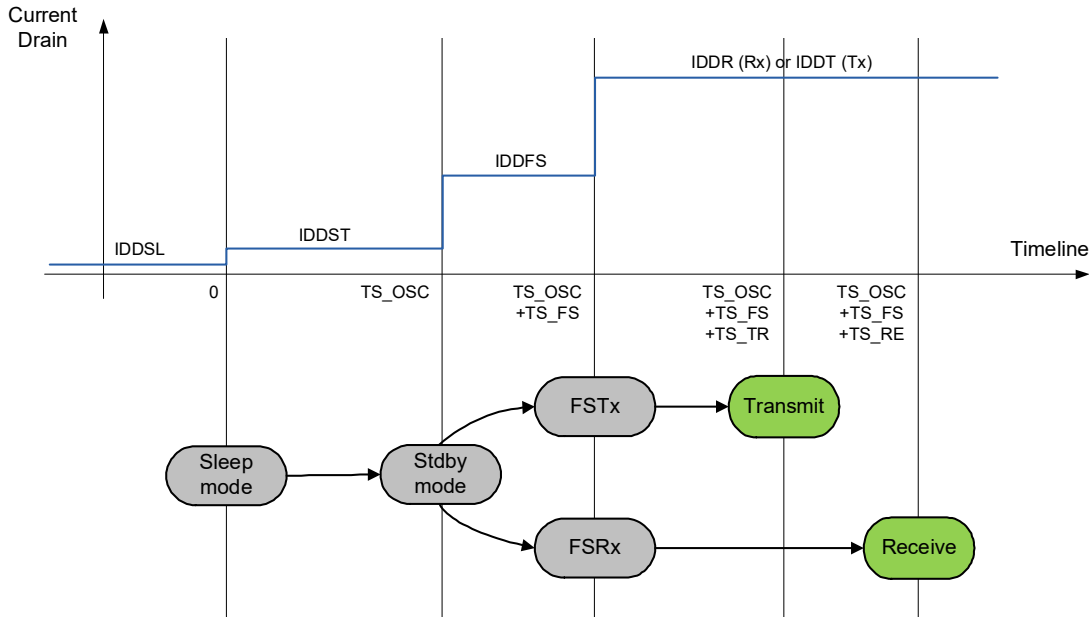 Current
Drain
IDDR (Rx) or IDDT (Tx)
IDDFS
IDDST
IDDSL
Timeline
0
TS_OSC
TS_OSC
+TS_FS
TS_OSC
+TS_FS
+TS_TR
TS_OSC
+TS_FS
+TS_RE
FSTx
Transmit
Sleep
mode
Stdby
mode
FSRx
Receive